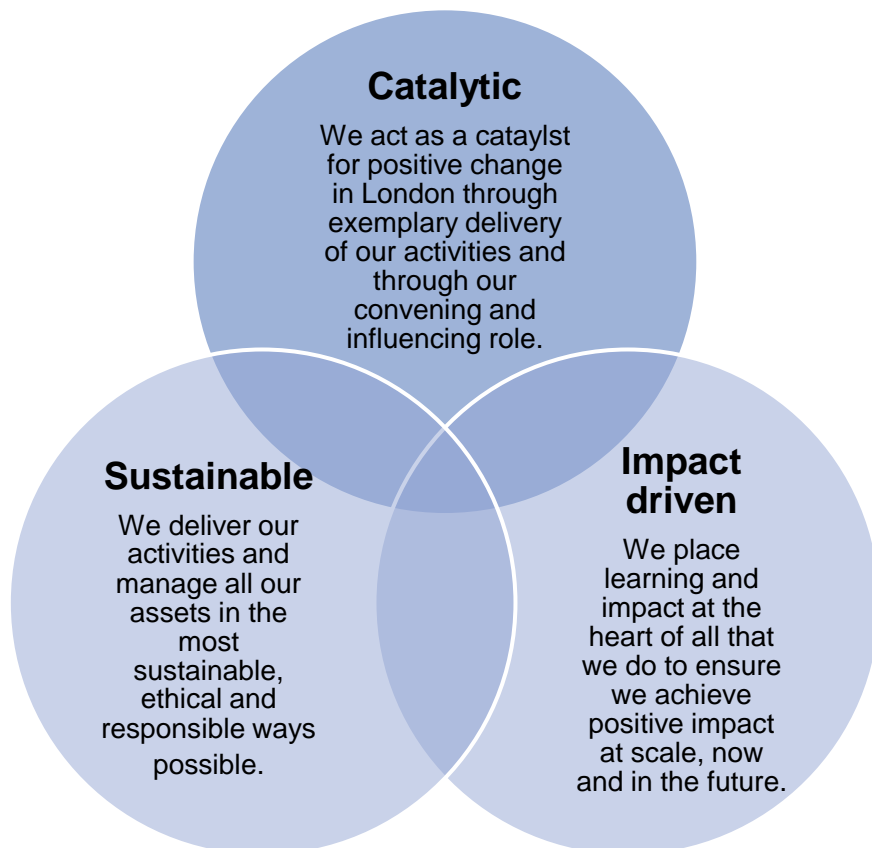 Catalytic
We act as a cataylst
for positive change
in London through
exemplary delivery
of our activities and
through our
convening and
influencing role.
Sustainable
We deliver our
activities and
manage all our
assets in the
most
sustainable,
ethical and
responsible ways
possible.
Impact
driven
We place
learning and
impact at the
heart of all that
we do to ensure
we achieve
positive impact
at scale, now
and in the future.